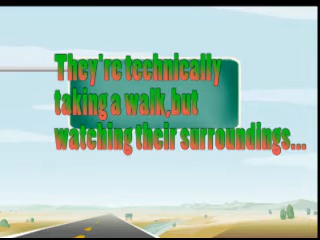 They're technically
taking a walk,but
watching their surroundings...